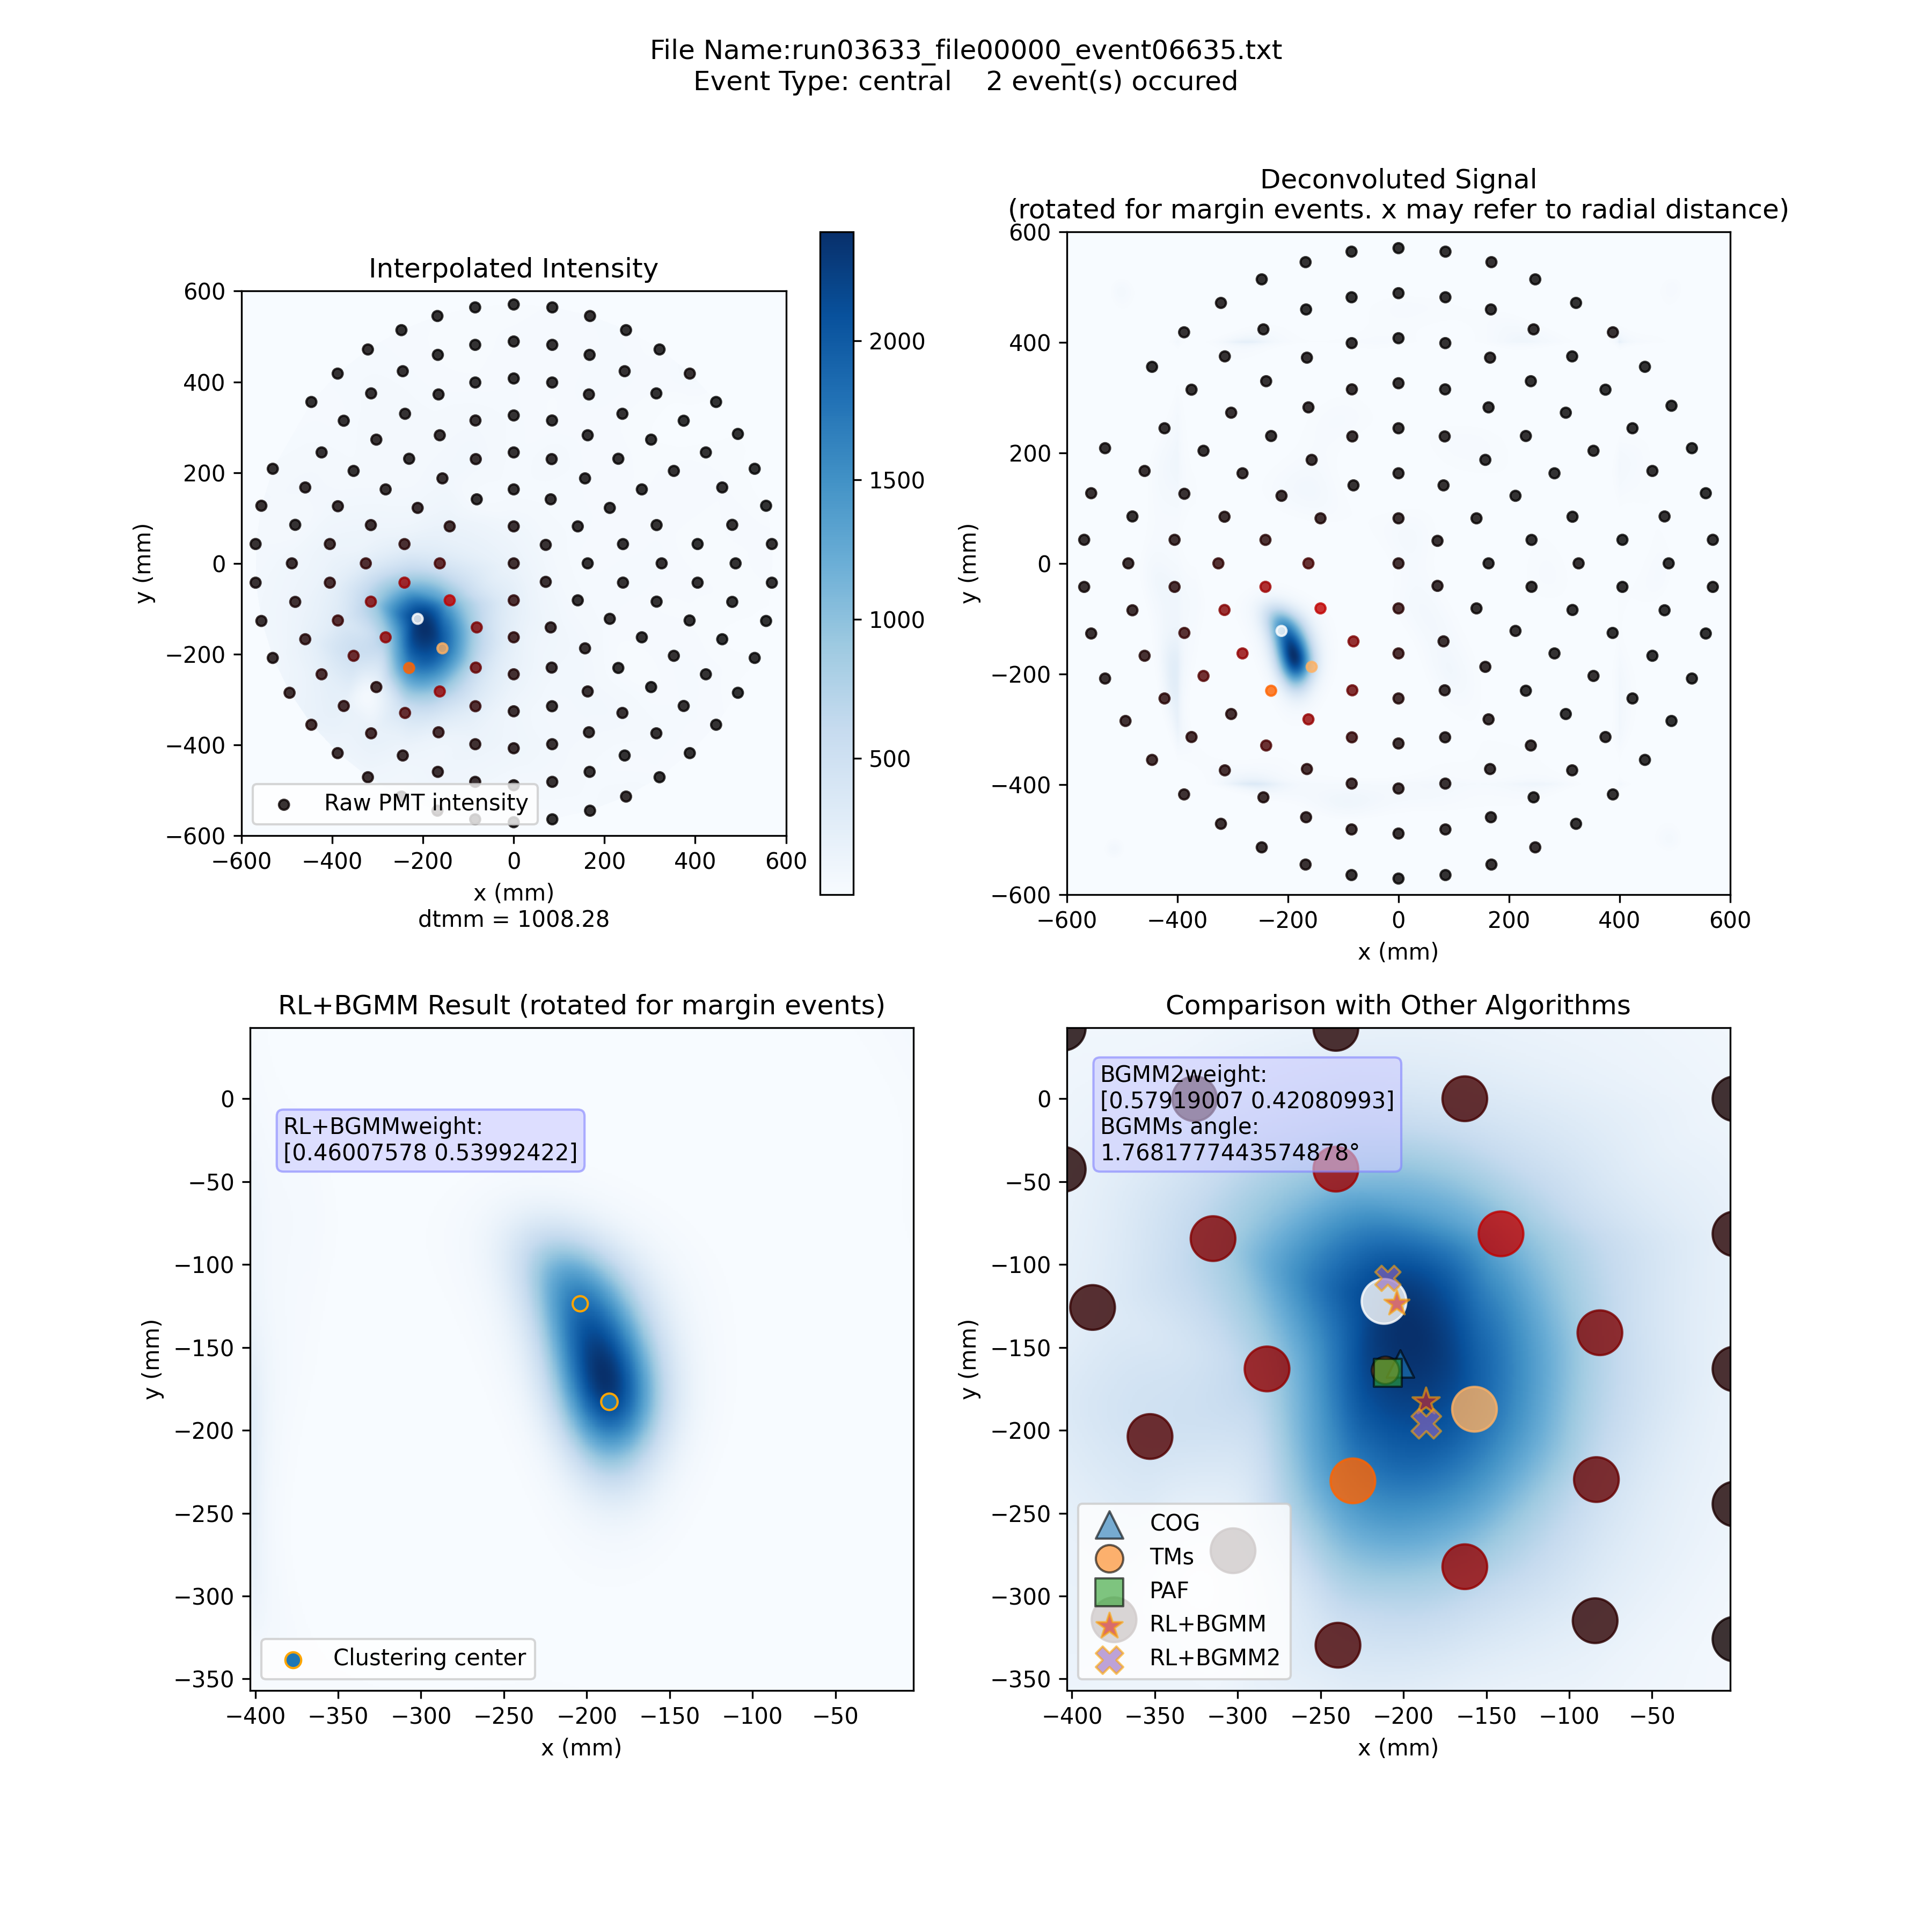 File Name:run03633_file00000_event06635.txt
Event Type: central    2 event(s) occured
Interpolated Intensity
600
400
200
0
−200
−400
−600
y (mm)
Raw PMT intensity
−600 −400 −200 0 200 400 600
x (mm)
dtmm = 1008.28
2000
1500
1000
500
Deconvoluted Signal
(rotated for margin events. x may refer to radial distance)
600
400
200
0
−200
−400
−600
y (mm)
−600 −400 −200 0 200 400 600
x (mm)
RL+BGMM Result (rotated for margin events)
0
−50
−100
−150
−200
−250
−300
−350
y (mm)
RL+BGMMweight:
[0.46007578 0.53992422]
Clustering center
−400 −350 −300 −250 −200 −150 −100 −50
x (mm)
Comparison with Other Algorithms
0
−50
−100
−150
−200
−250
−300
−350
y (mm)
BGMM2weight:
[0.57919007 0.42080993]
BGMMs angle:
1.7681777443574878°
COG
TMs
PAF
RL+BGMM
RL+BGMM2
−400 −350 −300 −250 −200 −150 −100 −50
x (mm)